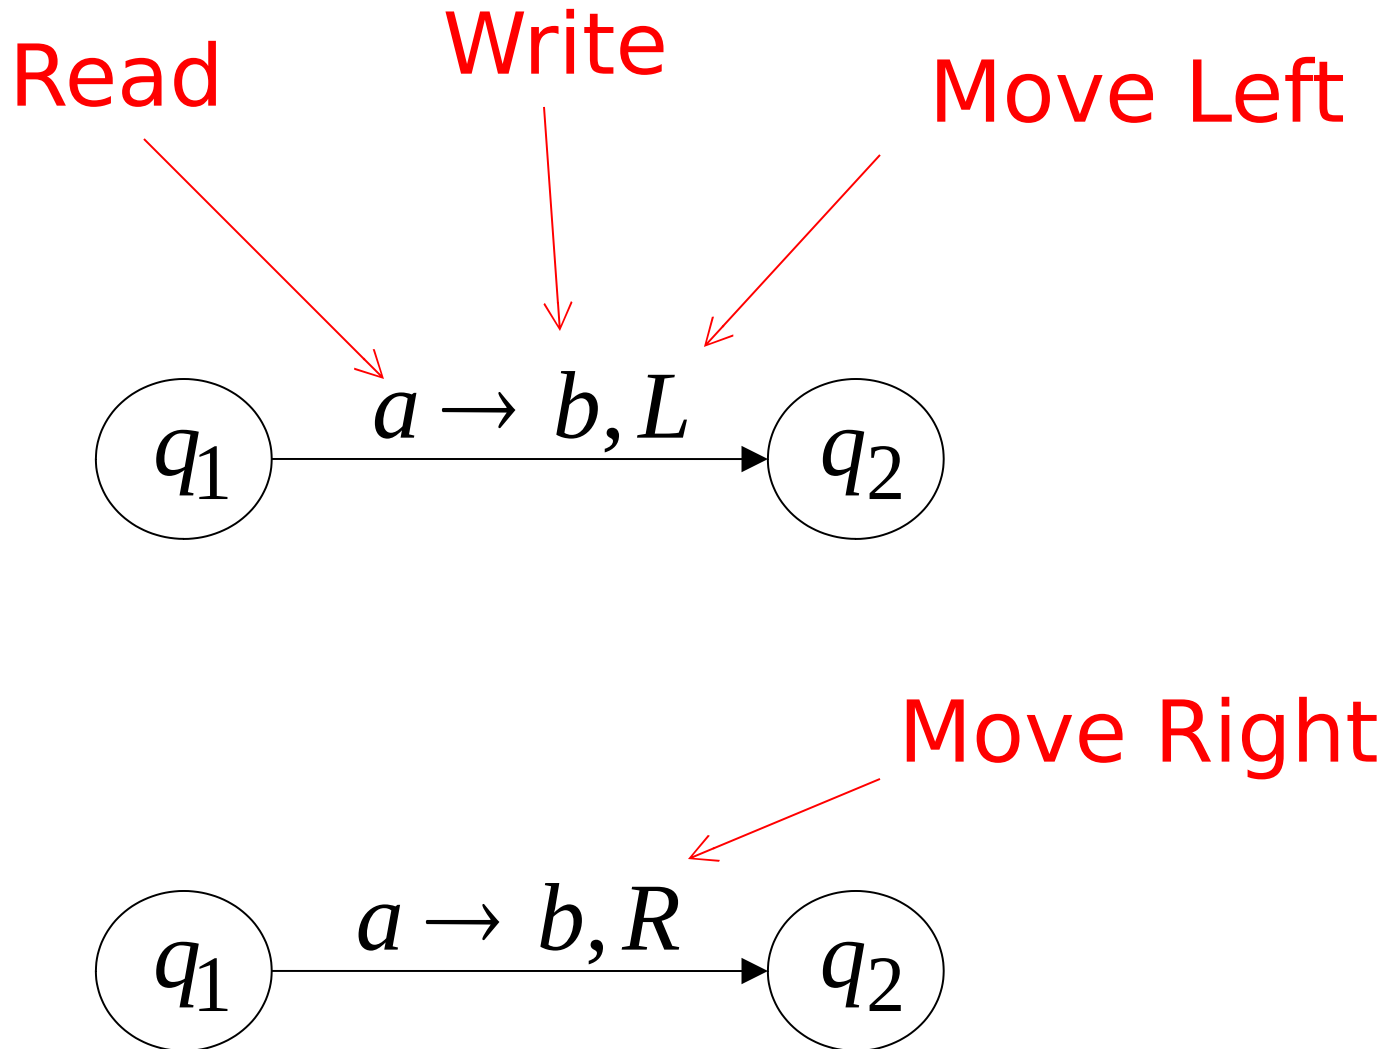 Read
Write
Move Left
a → b, L
q1
q2
Move Right
a → b, R
q1
q2